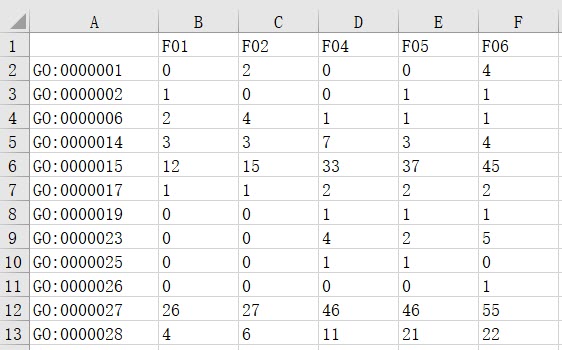 A B C D E F
1 F01 F02 F04 F05 F06
2 GO:0000001 0 2 0 0 4
3 GO:0000002 1 0 0 1 1
4 GO:0000006 2 4 1 1 1
5 GO:0000014 3 3 7 3 4
6 GO:0000015 12 15 33 37 45
7 GO:0000017 1 1 2 2 2
8 GO:0000019 0 0 1 1 1
9 GO:0000023 0 0 4 2 5
10 GO:0000025 0 0 1 1 0
11 GO:0000026 0 0 0 0 1
12 GO:0000027 26 27 46 46 55
13 GO:0000028 4 6 11 21 22